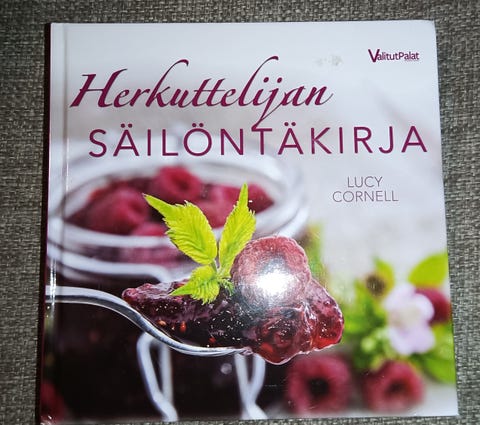 ValitutPalat
Herkuttelijan
SÄILÖNTÄKIRJA
LUCY
CORNELL